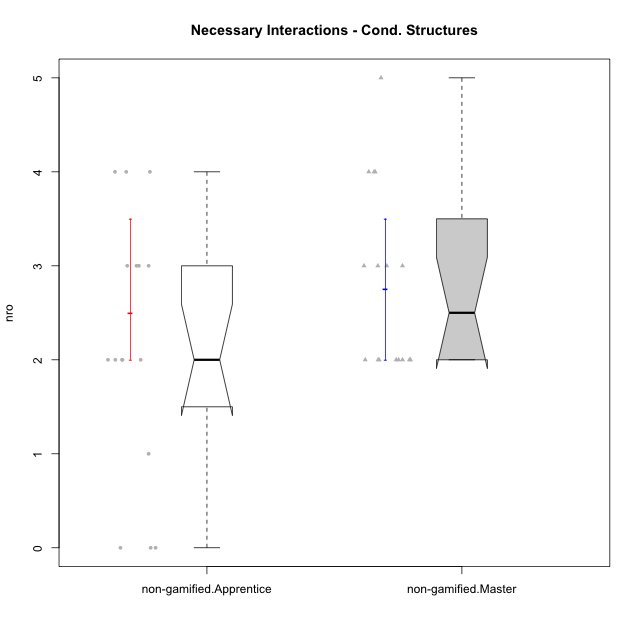 Necessary Interactions - Cond. Structures
5
4
3
2
1
0
nro
non-gamified.Apprentice
non-gamified.Master